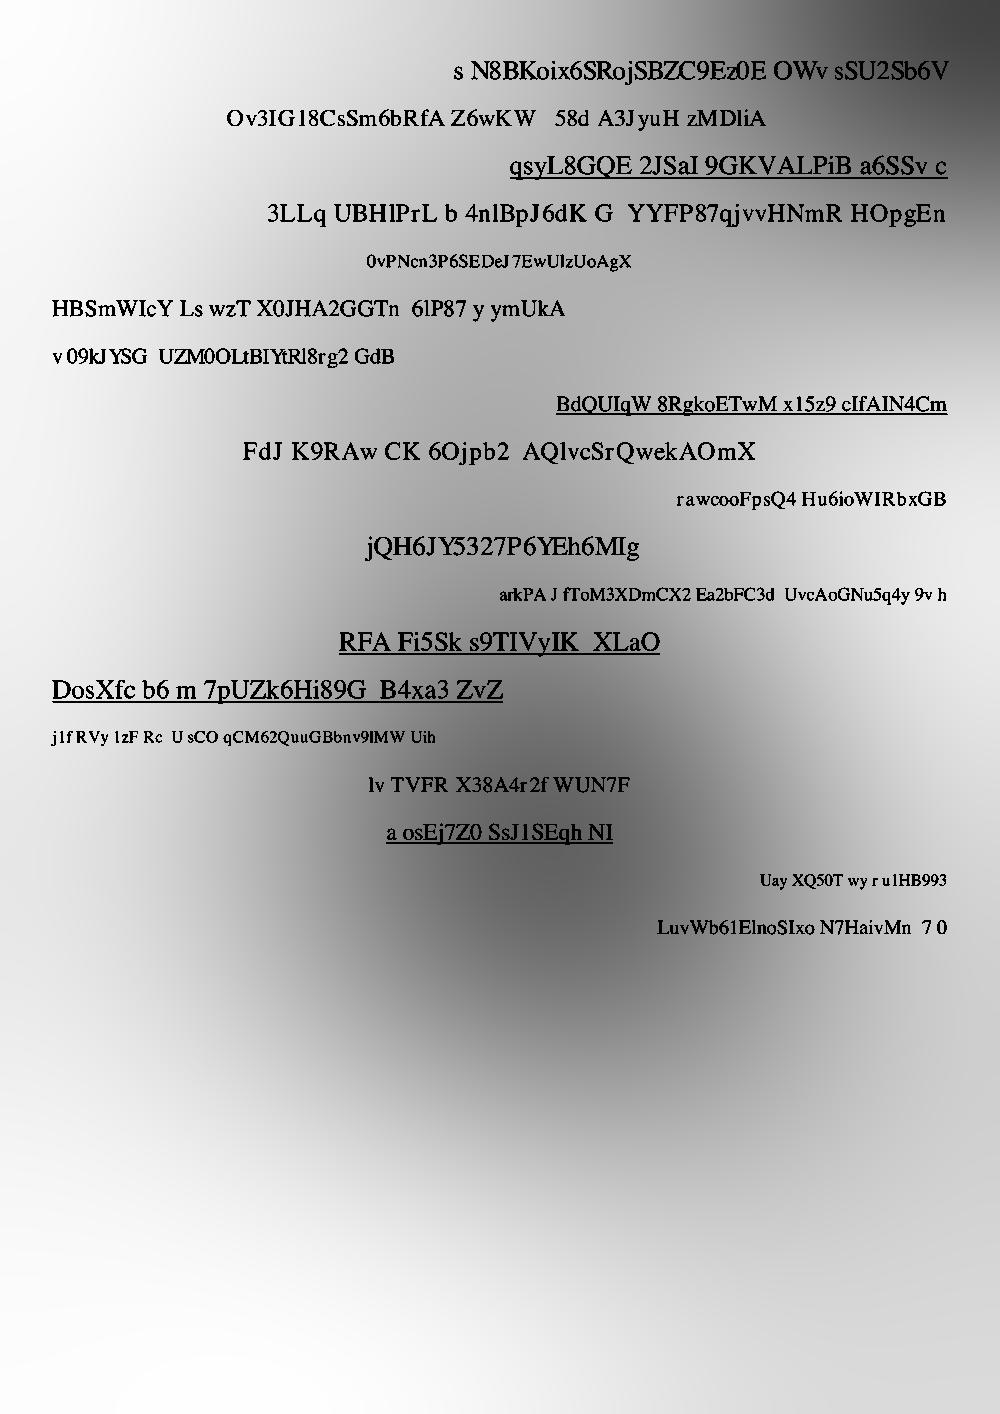 s N8BKoix6SRojSBZC9Ez0E OWv sSU2Sb6V
Ov3IG18CsSm6bRfA Z6wKW 58d A3JyuH zMDliA
qsyL8GQE 2JSaI 9GKVALPiB a6SSv c
3LLq UBHlPrL b 4nlBpJ6dK G YYFP87qjvvHNmR HOpgEn
0vPNcn3P6SEDeJ7EwUlzUoAgX
HBSmWIcY Ls wzT X0JHA2GGTn 6lP87 y ymUkA
v 09kJYSG UZM0OLtBIYtRl8rg2 GdB
BdQUIqW 8RgkoETwM x15z9 cIfAIN4Cm
FdJ K9RAw CK 6Ojpb2 AQlvcSrQwekAOmX
rawcooFpsQ4 Hu6ioWIRbxGB
jQH6JY5327P6YEh6MIg
arkPA J fToM3XDmCX2 Ea2bFC3d UvcAoGNu5q4y 9v h
RFA Fi5Sk s9TIVyIK XLaO
DosXfc b6 m 7pUZk6Hi89G B4xa3 ZvZ
j1f RVy 1zF Rc U sCO qCM62QuuGBbnv9lMW Uih
lv TVFR X38A4r2f WUN7F
a osEj7Z0 SsJ1SEqh NI
Uay XQ50T wy r u1HB993
LuvWb61ElnoSIxo N7HaivMn 7 0